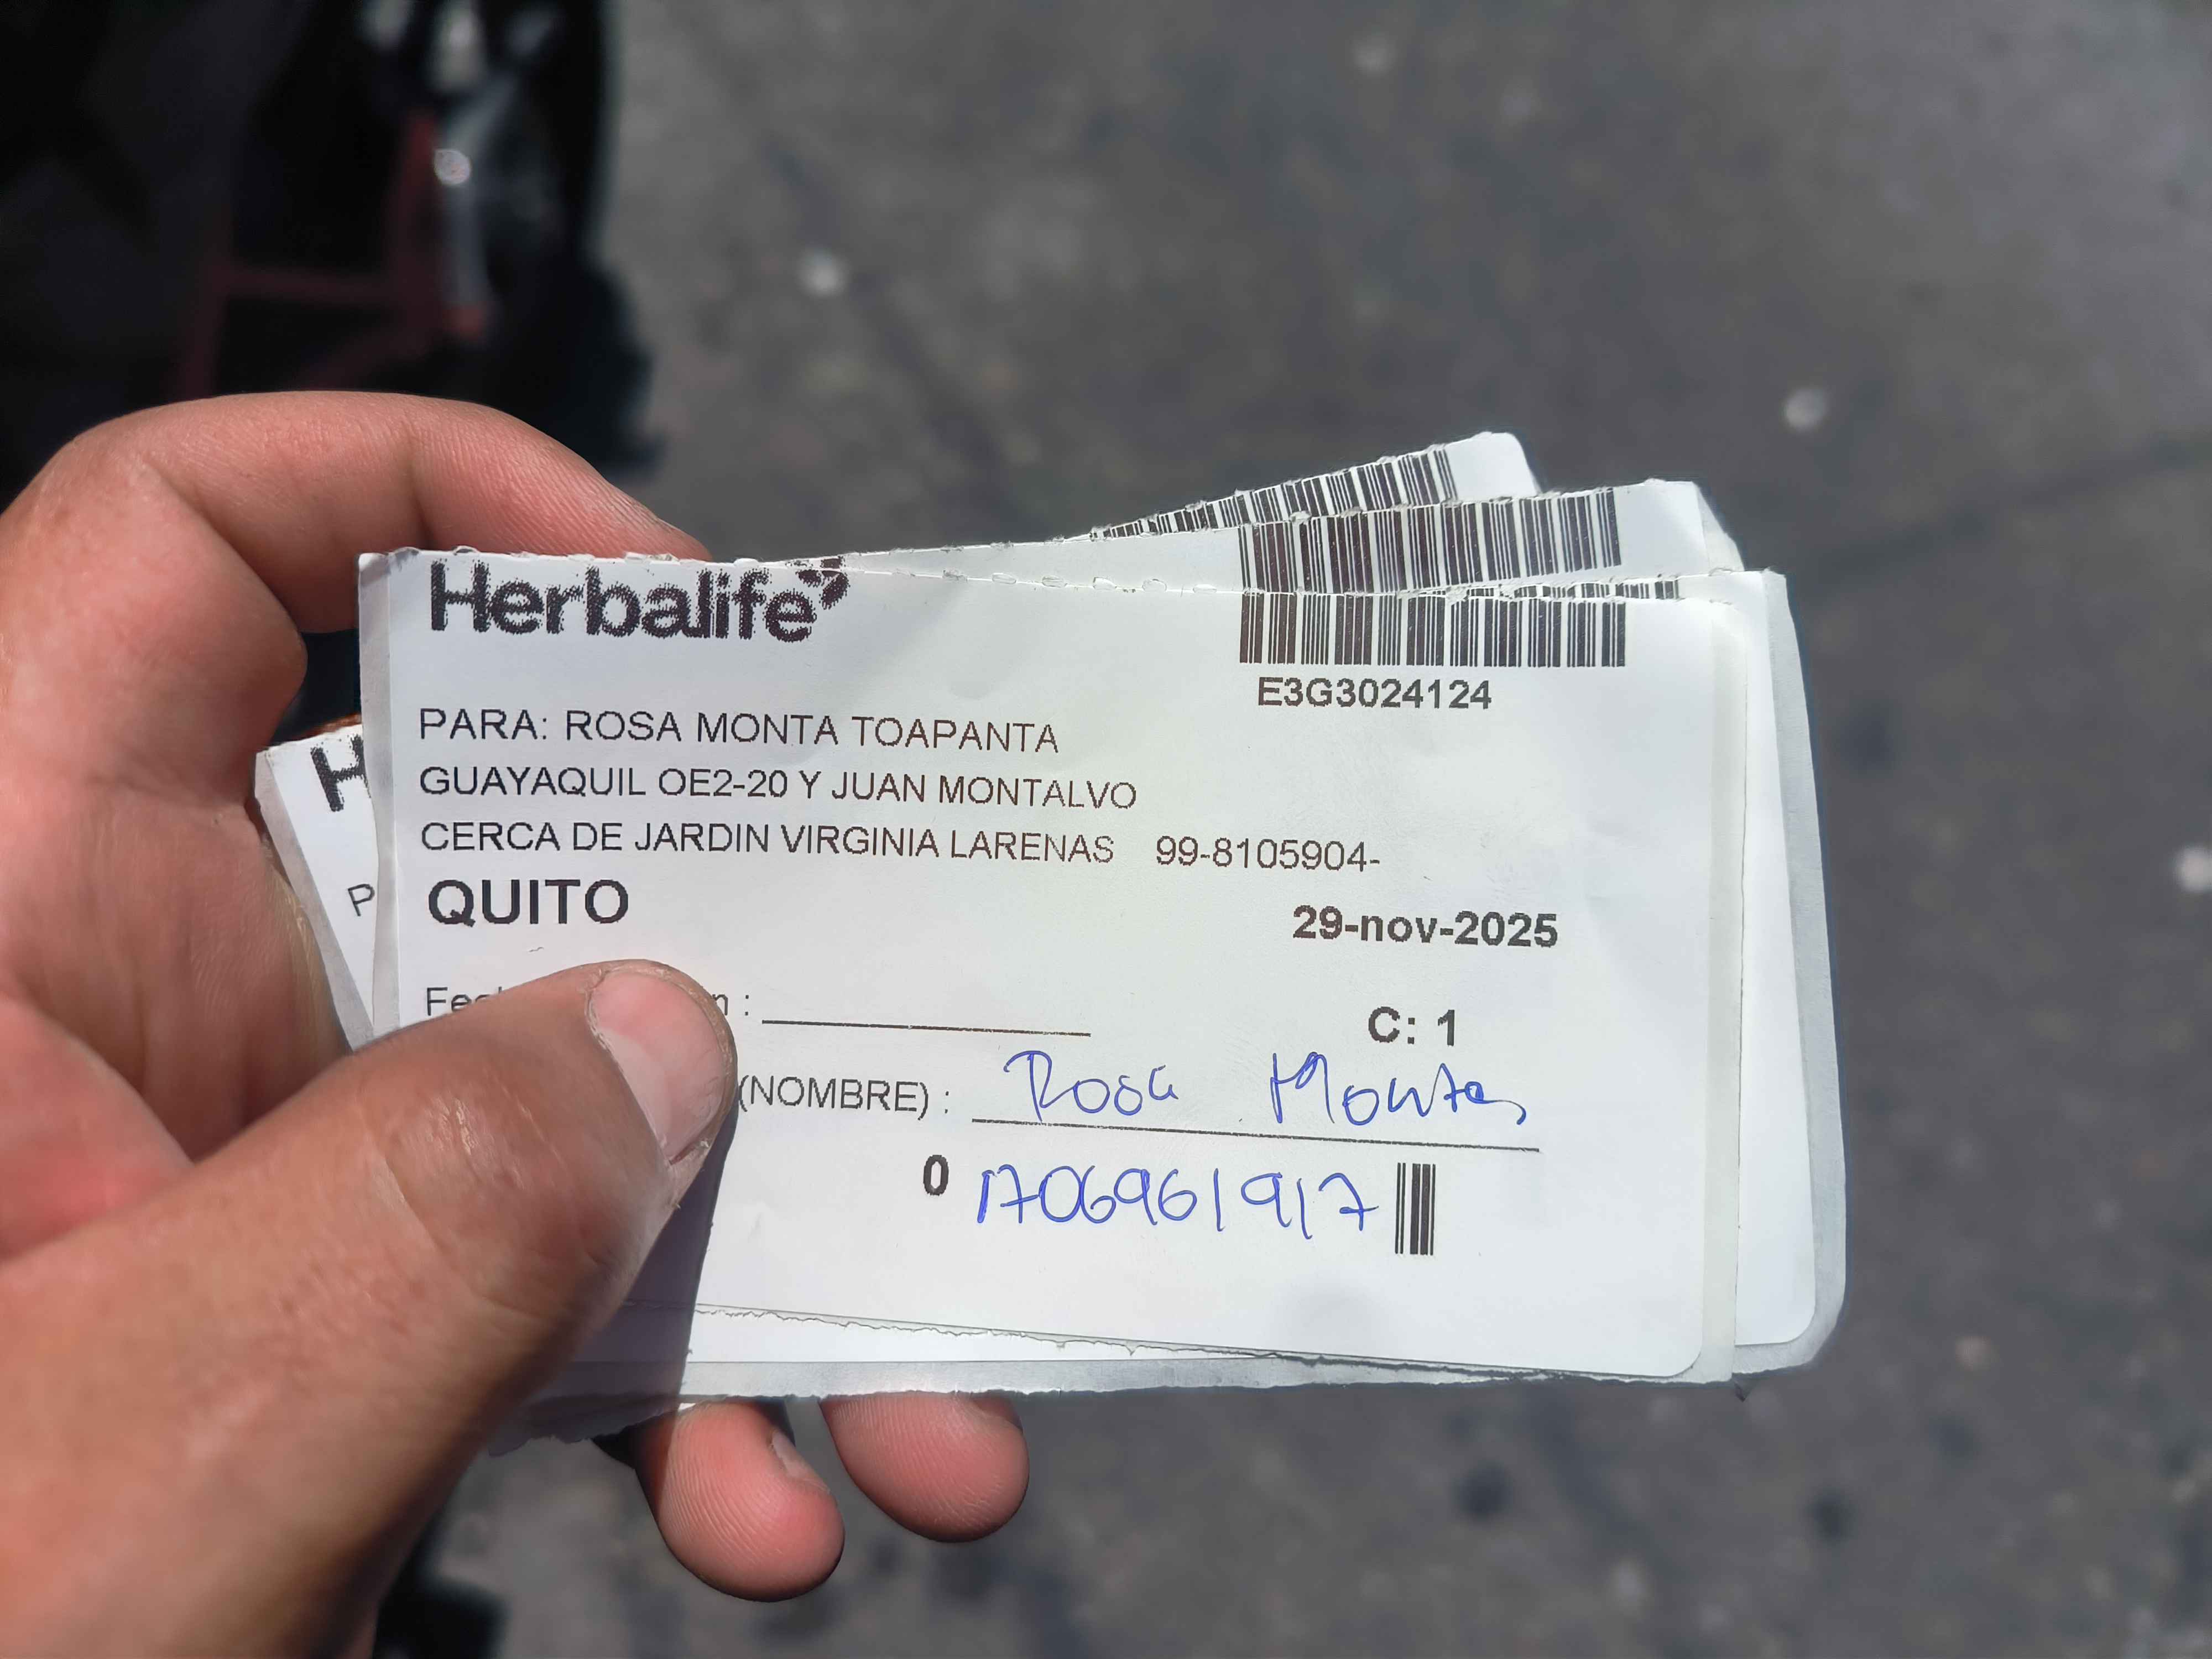 Herbalife
E3G3024124
PARA: ROSA MONTA TOAPANTA
GUAYAQUIL OE2-20 Y JUAN MONTALVO
CERCA DE JARDIN VIRGINIA LARENAS 99-8105904-
QUITO
29-nov-2025
C: 1
(NOMBRE) : Rosa Monta
0 1706961917